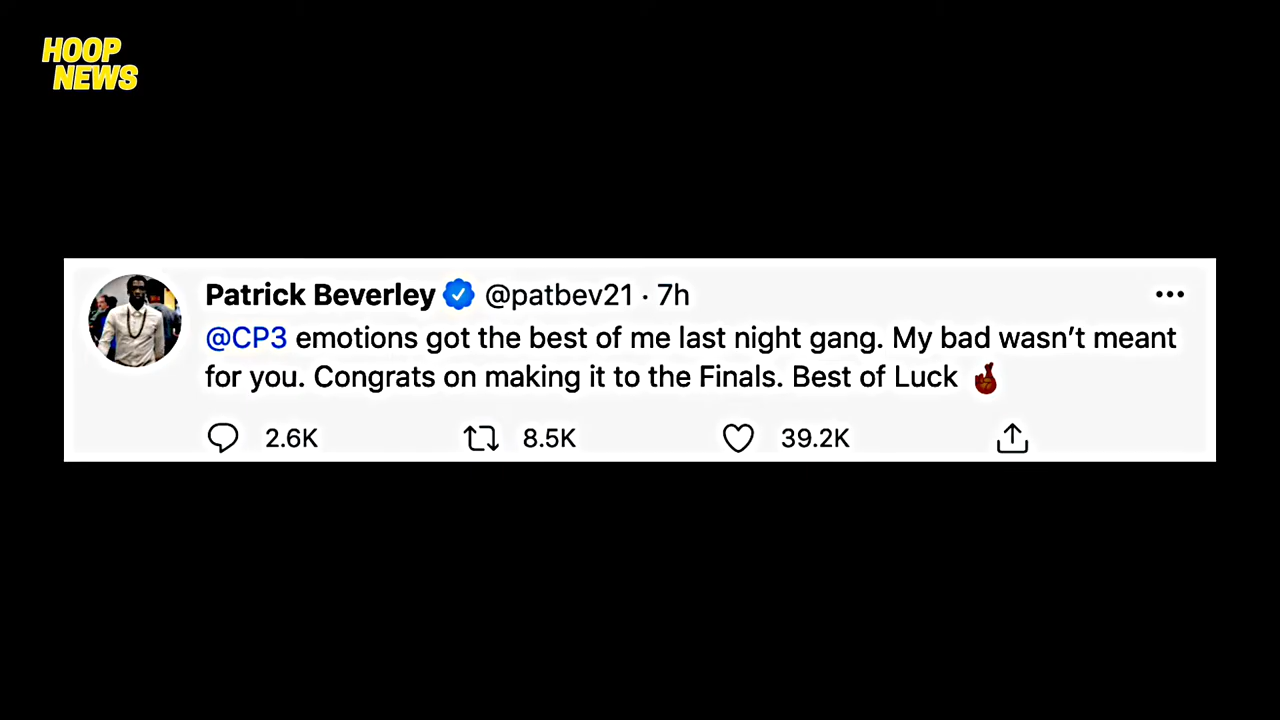 HOOP
NEWS
Patrick Beverley @patbev21 · 7h
@CP3 emotions got the best of me last night gang. My bad wasn’t meant
for you. Congrats on making it to the Finals. Best of Luck 🤞🏿
2.6K 8.5K 39.2K